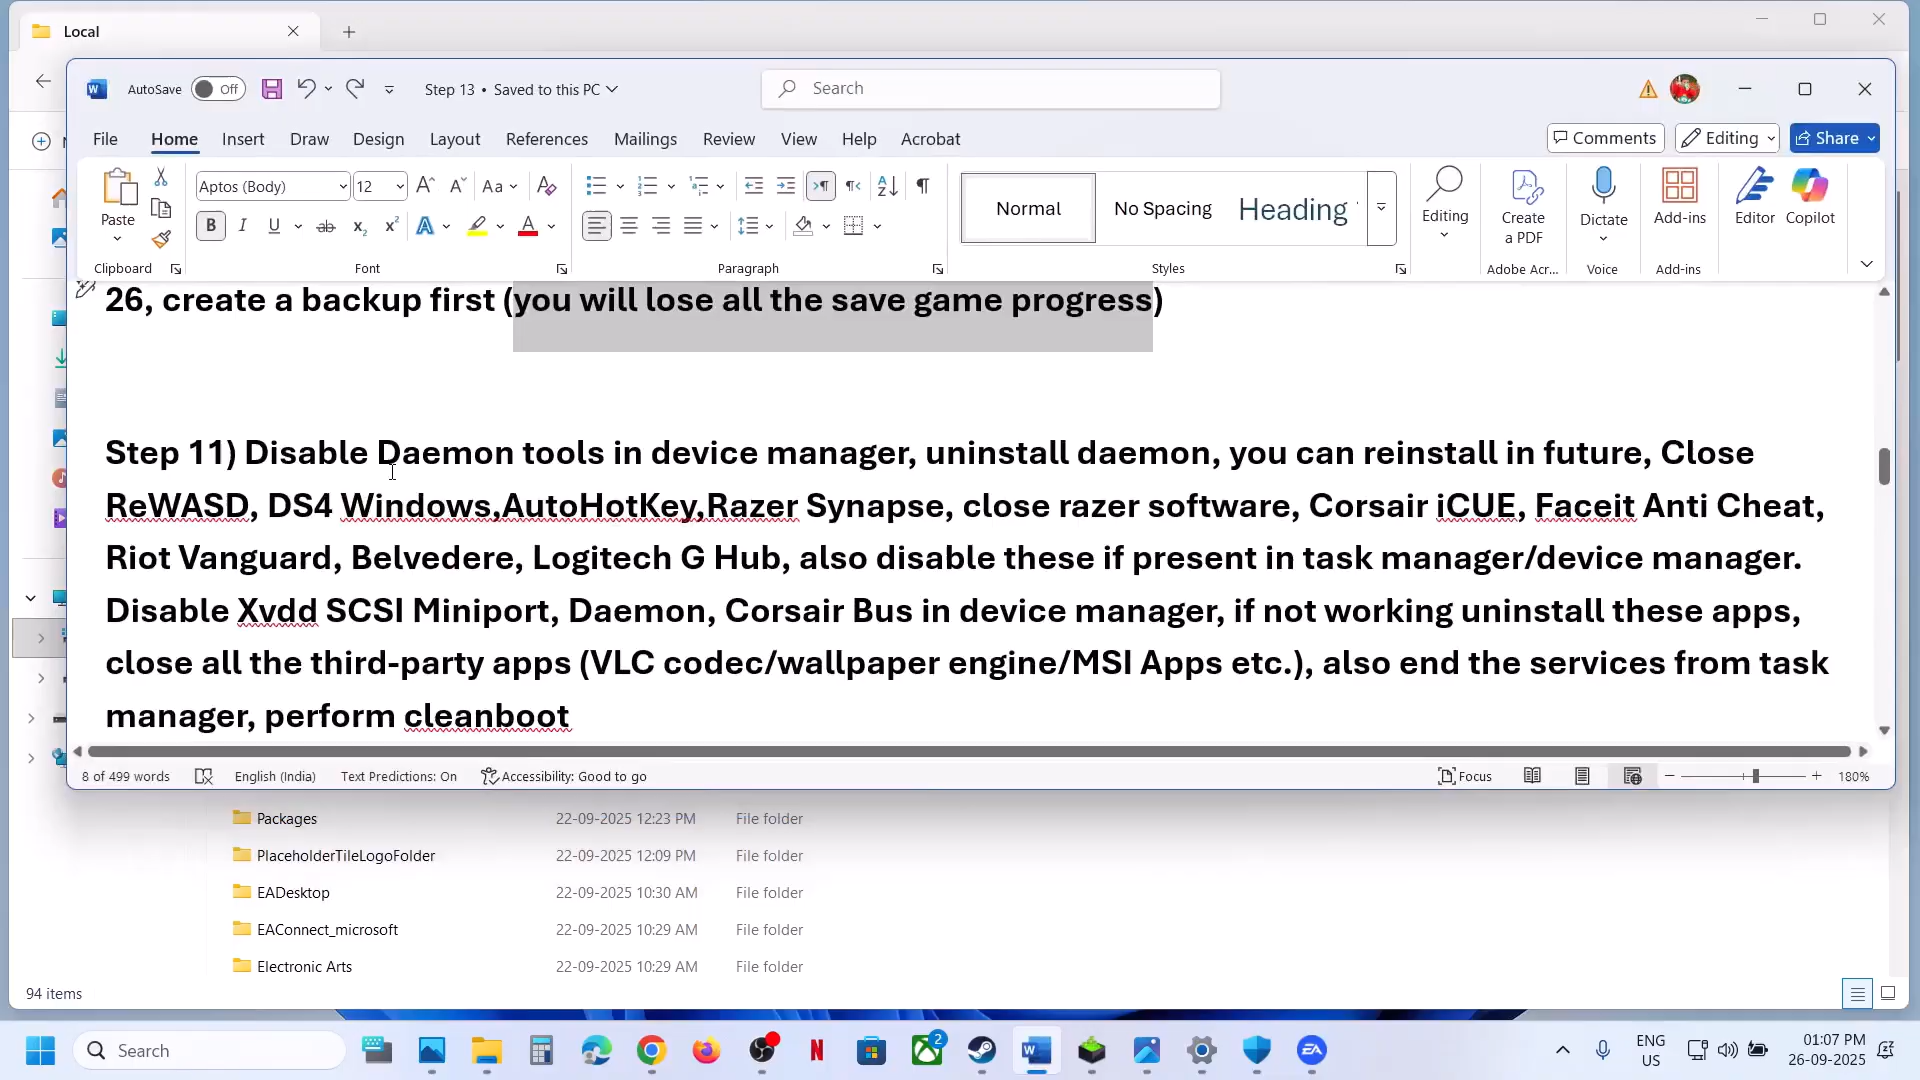 Local
AutoSave Off Step 13 • Saved to this PC Search
File Home Insert Draw Design Layout References Mailings Review View Help Acrobat Comments Editing Share
Paste Aptos (Body) 12 Aa Normal No Spacing Heading Editing Create a PDF Dictate Add-ins Editor Copilot
Clipboard Font Paragraph Styles Adobe Acr... Voice Add-ins
26, create a backup first (you will lose all the save game progress)
Step 11) Disable Daemon tools in device manager, uninstall daemon, you can reinstall in future, Close
ReWASD, DS4 Windows,AutoHotKey,Razer Synapse, close razer software, Corsair iCUE, Faceit Anti Cheat,
Riot Vanguard, Belvedere, Logitech G Hub, also disable these if present in task manager/device manager.
Disable Xvdd SCSI Miniport, Daemon, Corsair Bus in device manager, if not working uninstall these apps,
close all the third-party apps (VLC codec/wallpaper engine/MSI Apps etc.), also end the services from task
manager, perform cleanboot
8 of 499 words English (India) Text Predictions: On Accessibility: Good to go Focus 180%
Packages 22-09-2025 12:23 PM File folder
PlaceholderTileLogoFolder 22-09-2025 12:09 PM File folder
EADesktop 22-09-2025 10:30 AM File folder
EAConnect_microsoft 22-09-2025 10:29 AM File folder
Electronic Arts 22-09-2025 10:29 AM File folder
94 items
Search 2 ENG US 01:07 PM 26-09-2025